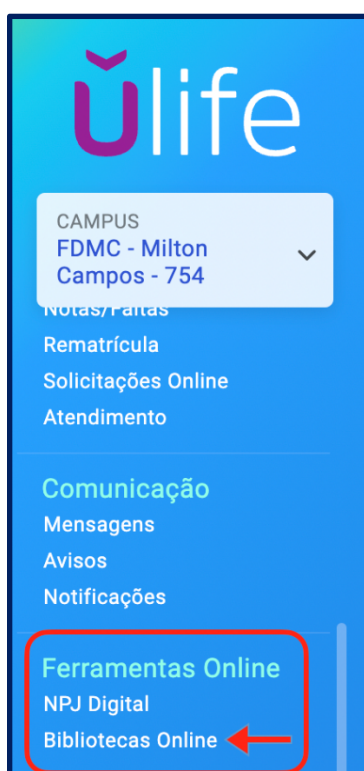 ŭlife
CAMPUS
FDMC - Milton
Campos - 754
Notas/Faltas
Rematrícula
Solicitações Online
Atendimento
Comunicação
Mensagens
Avisos
Notificações
Ferramentas Online
NPJ Digital
Bibliotecas Online